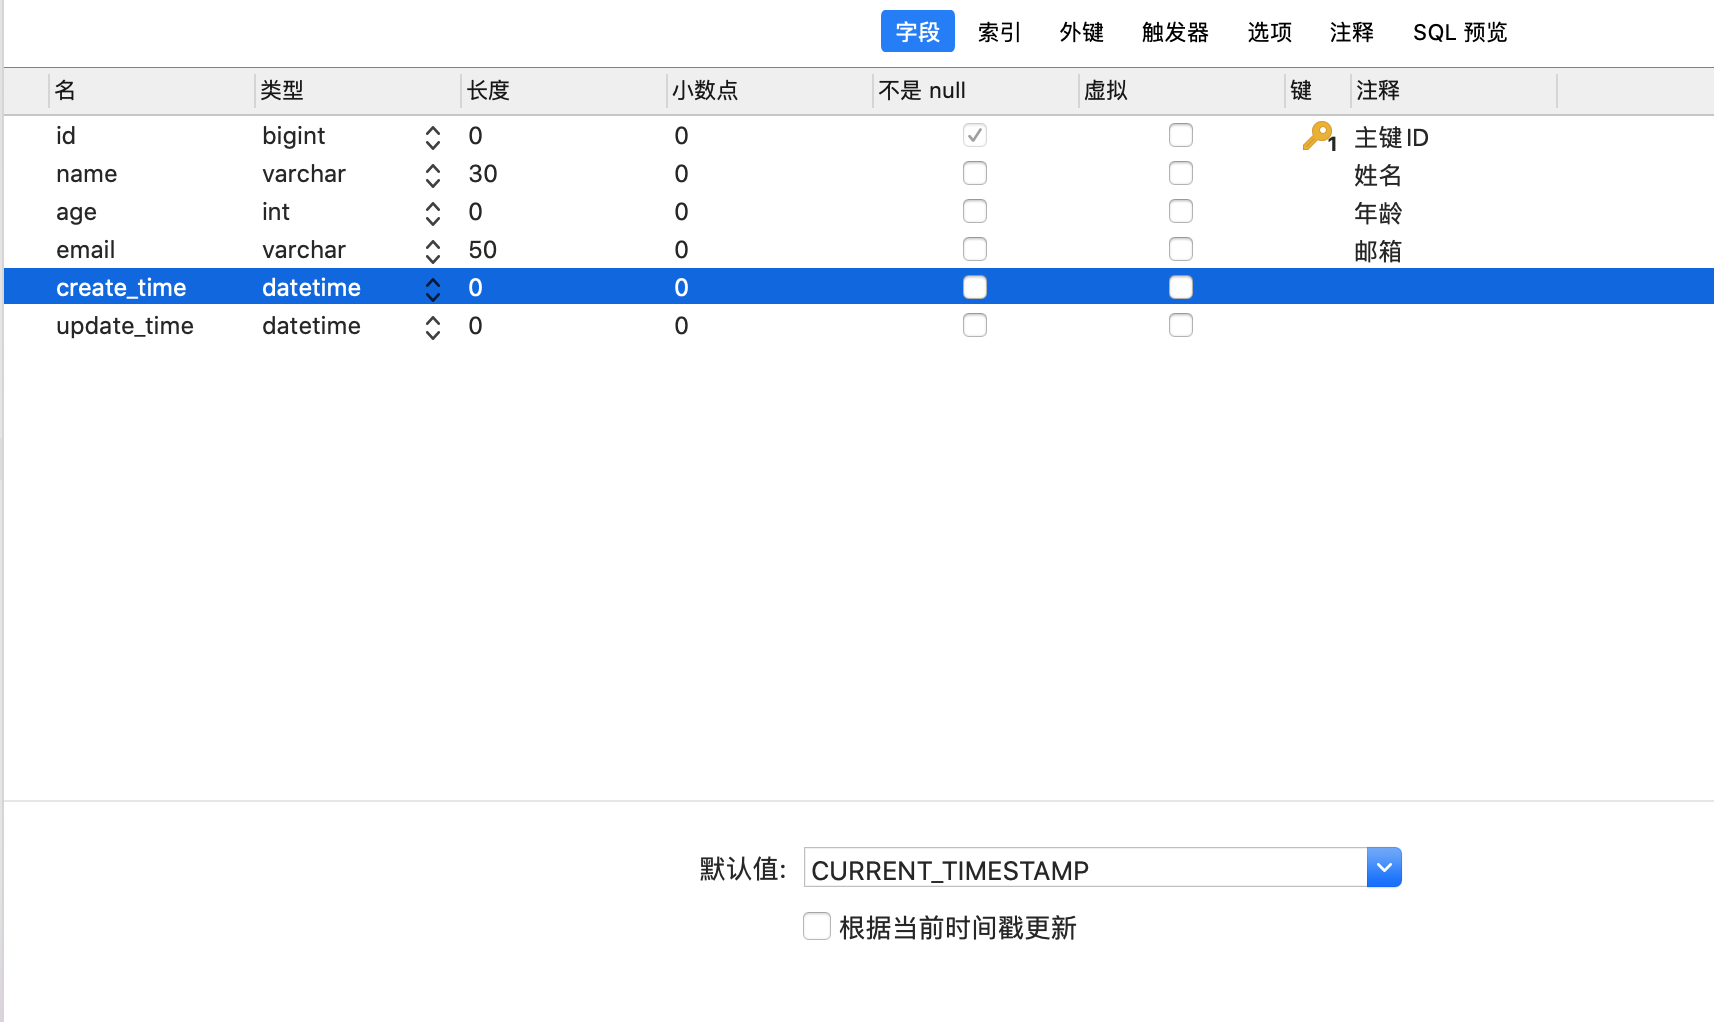 字段 索引 外键 触发器 选项 注释 SQL 预览
名 类型 长度 小数点 不是 null 虚拟 键 注释
id bigint 0 0 1 主键ID
name varchar 30 0 姓名
age int 0 0 年龄
email varchar 50 0 邮箱
create_time datetime 0 0
update_time datetime 0 0
默认值: CURRENT_TIMESTAMP
根据当前时间戳更新